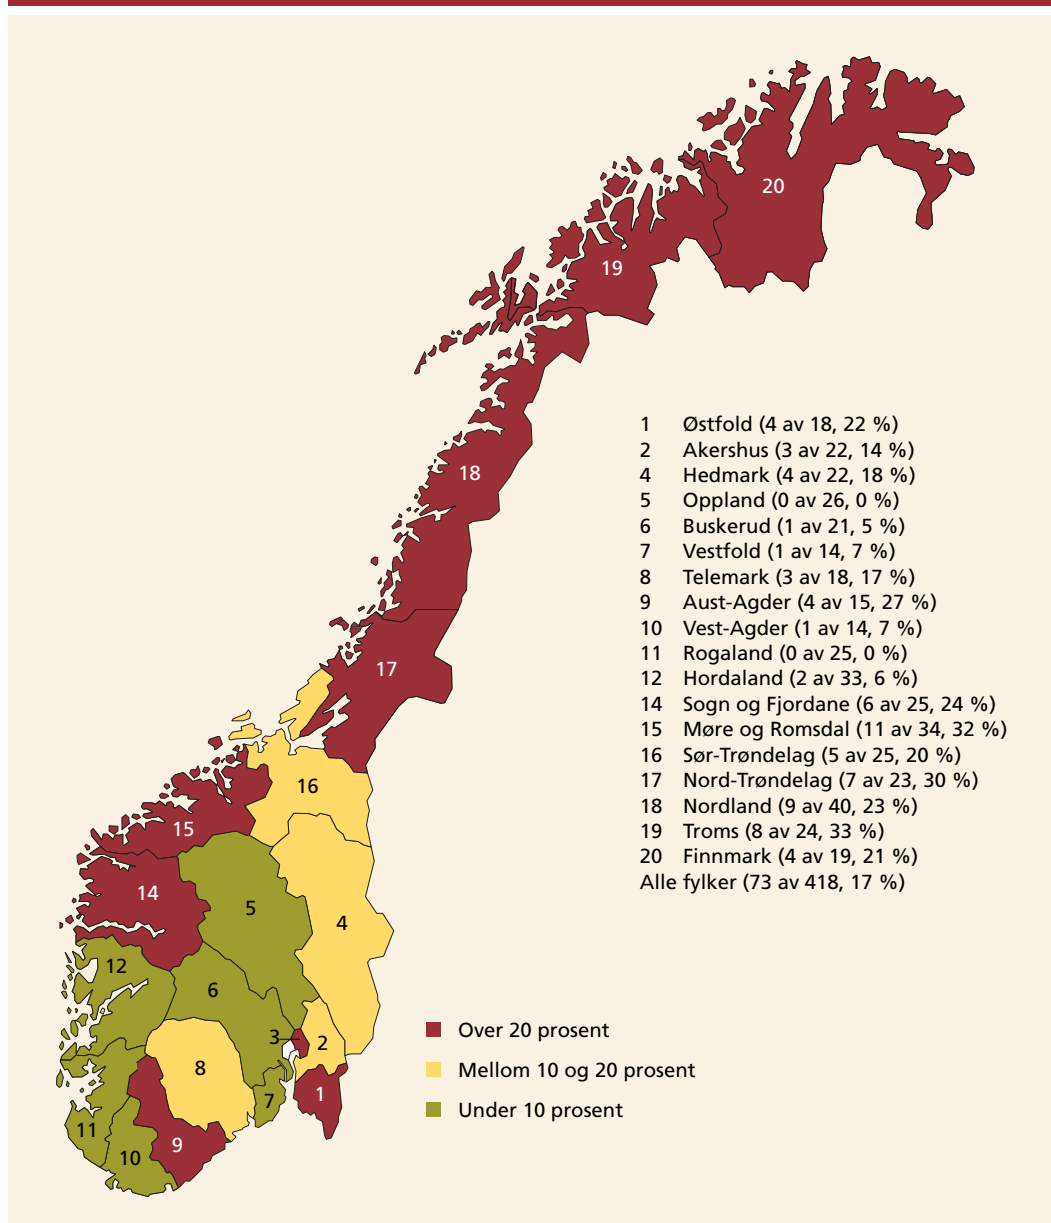 20
19
18
17
16
15
14
5
4
12
6
3
2
8
1
7
11
9
10
1 Østfold (4 av 18, 22 %)
2 Akershus (3 av 22, 14 %)
4 Hedmark (4 av 22, 18 %)
5 Oppland (0 av 26, 0 %)
6 Buskerud (1 av 21, 5 %)
7 Vestfold (1 av 14, 7 %)
8 Telemark (3 av 18, 17 %)
9 Aust-Agder (4 av 15, 27 %)
10 Vest-Agder (1 av 14, 7 %)
11 Rogaland (0 av 25, 0 %)
12 Hordaland (2 av 33, 6 %)
14 Sogn og Fjordane (6 av 25, 24 %)
15 Møre og Romsdal (11 av 34, 32 %)
16 Sør-Trøndelag (5 av 25, 20 %)
17 Nord-Trøndelag (7 av 23, 30 %)
18 Nordland (9 av 40, 23 %)
19 Troms (8 av 24, 33 %)
20 Finnmark (4 av 19, 21 %)
Alle fylker (73 av 418, 17 %)
Over 20 prosent
Mellom 10 og 20 prosent
Under 10 prosent